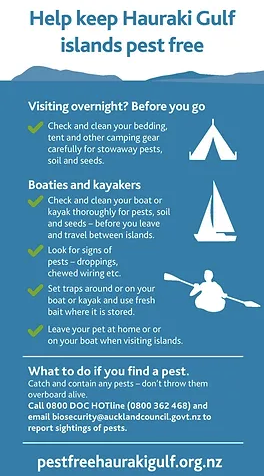 Help keep Hauraki Gulf
islands pest free
Visiting overnight? Before you go
Check and clean your bedding,
tent and other camping gear
carefully for stowaway pests,
soil and seeds.
Boaties and kayakers
Check and clean your boat or
kayak thoroughly for pests, soil
and seeds – before you leave
and travel between islands.
Look for signs of
pests – droppings,
chewed wiring etc.
Set traps around or on your
boat or kayak and use fresh
bait where it is stored.
Leave your pet at home or or
on your boat when visiting islands.
What to do if you find a pest.
Catch and contain any pests – don't throw them
overboard alive.
Call 0800 DOC HOTline (0800 362 468) and
email biosecurity@aucklandcouncil.govt.nz to
report sightings of pests.
pestfreehaurakigulf.org.nz